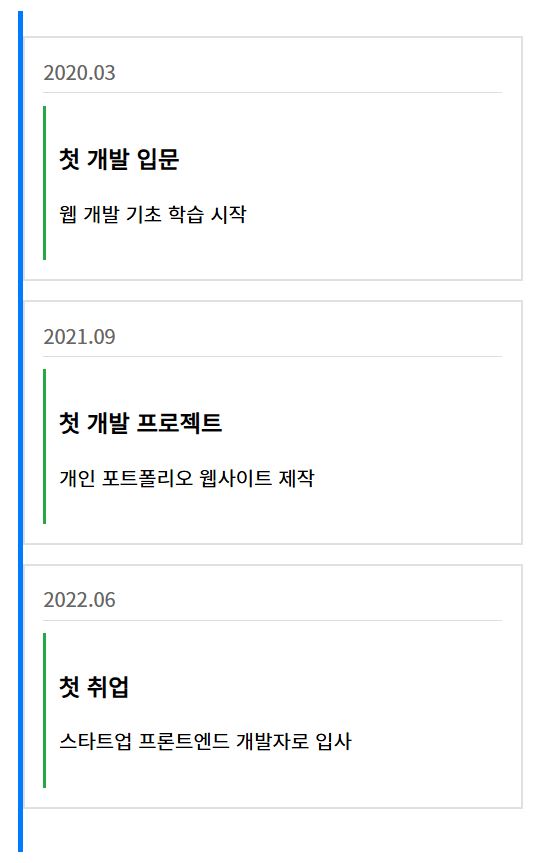 2020.03
첫 개발 입문
웹 개발 기초 학습 시작
2021.09
첫 개발 프로젝트
개인 포트폴리오 웹사이트 제작
2022.06
첫 취업
스타트업 프론트엔드 개발자로 입사